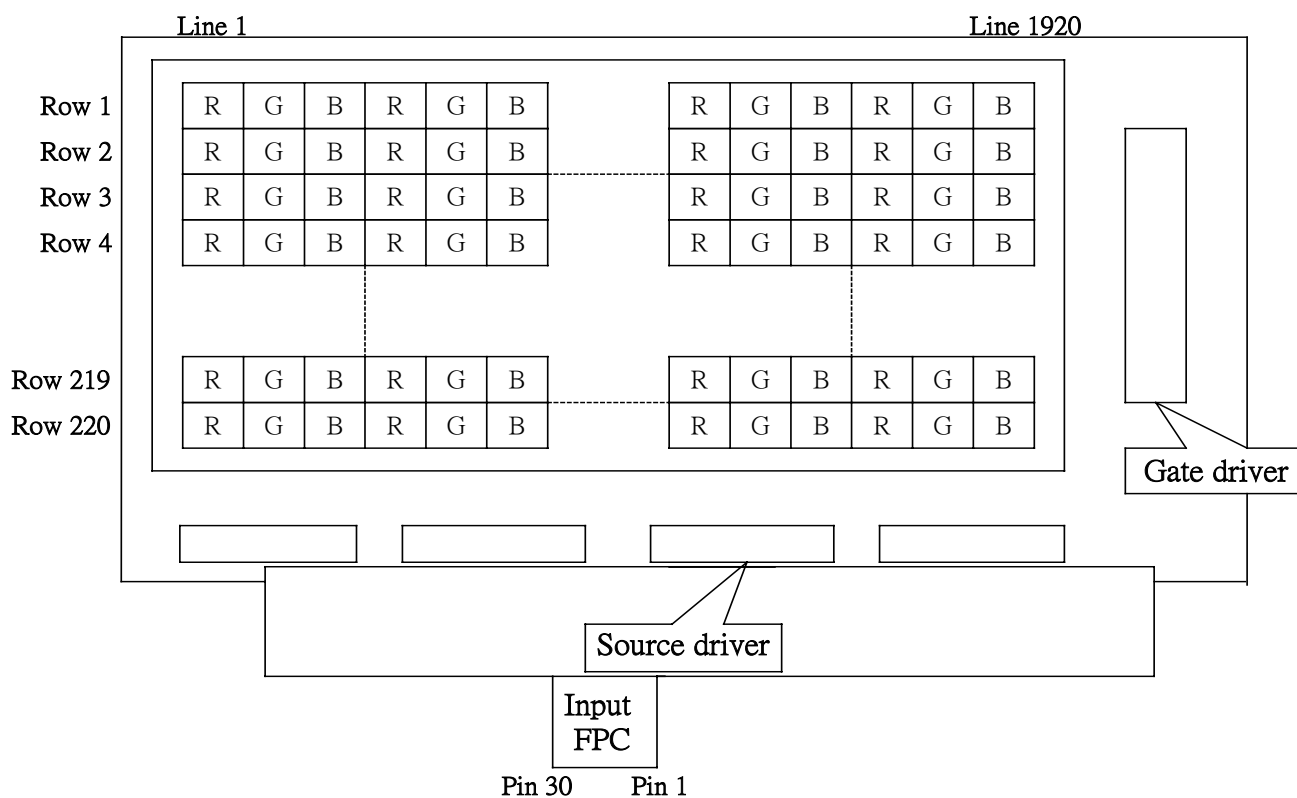 Line 1 Line 1920
Row 1 R G B R G B R G B R G B
Row 2 R G B R G B R G B R G B
Row 3 R G B R G B R G B R G B
Row 4 R G B R G B R G B R G B
Row 219 R G B R G B R G B R G B
Row 220 R G B R G B R G B R G B
Gate driver
Source driver
Input
FPC
Pin 30 Pin 1